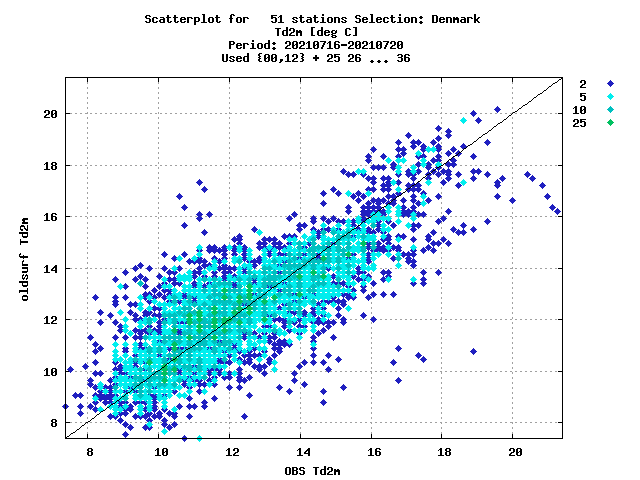 Scatterplot for 51 stations Selection: Denmark
Td2m [deg C]
Period: 20210716-20210720
Used {00,12} + 25 26 ... 36
2
5
10
25
20
18
16
14
12
10
8
oldsurf Td2m
8 10 12 14 16 18 20
OBS Td2m